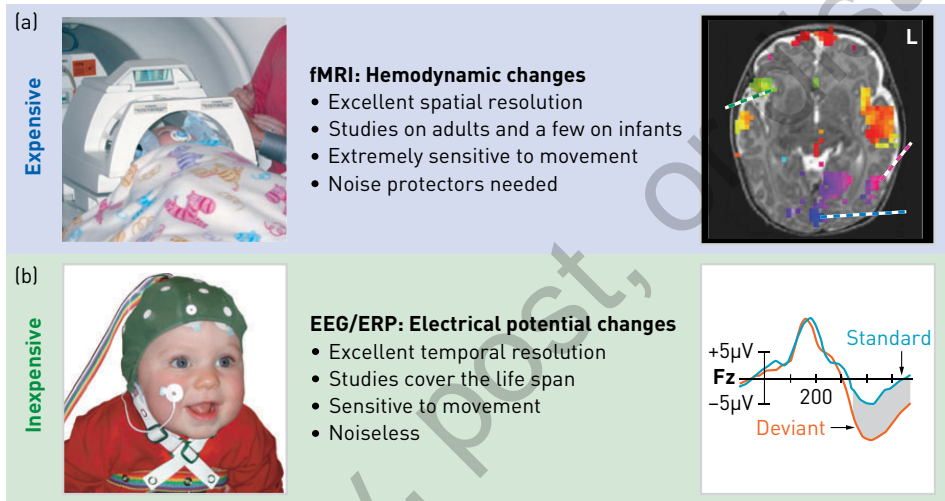 (a)
Expensive
fMRI: Hemodynamic changes
• Excellent spatial resolution
• Studies on adults and a few on infants
• Extremely sensitive to movement
• Noise protectors needed
L
(b)
Inexpensive
EEG/ERP: Electrical potential changes
• Excellent temporal resolution
• Studies cover the life span
• Sensitive to movement
• Noiseless
+5μV
Standard
Fz
−5μV
200
Deviant
, post, or